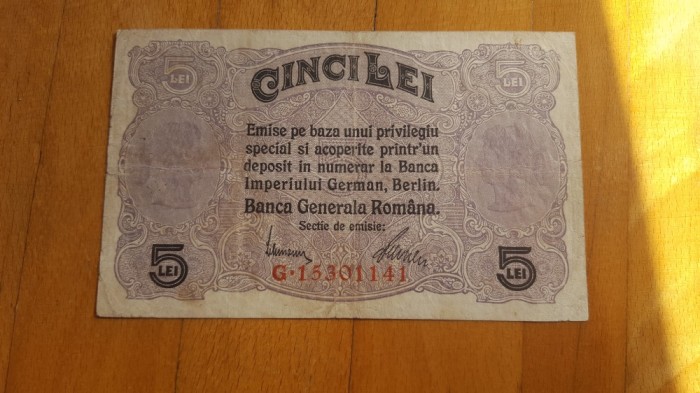 5 LEI
5 LEI
CINCI LEI
Emise pe baza unui privilegiu
special si acoperite printr'un
deposit in numerar la Banca
Imperiului German, Berlin.
Banca Generala Română.
Sectie de emisie:
G·15301141
5 LEI
5 LEI